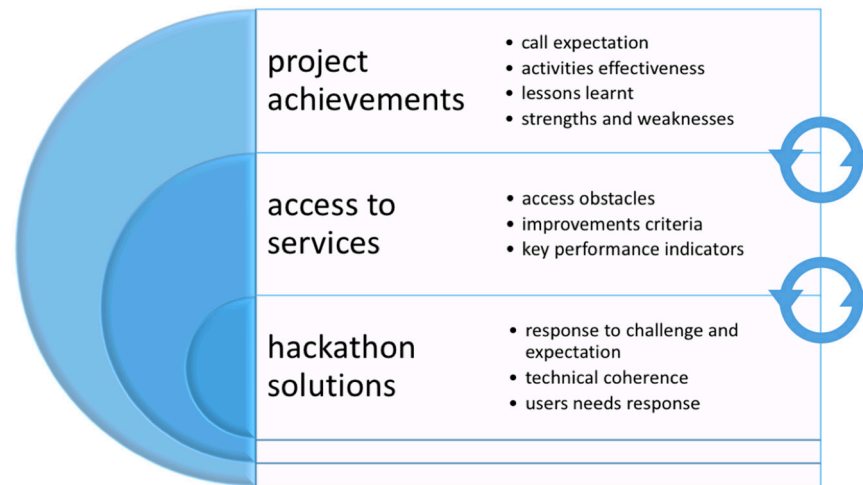 project
achievements
• call expectation
• activities effectiveness
• lessons learnt
• strengths and weaknesses
access to
services
• access obstacles
• improvements criteria
• key performance indicators
hackathon
solutions
• response to challenge and
expectation
• technical coherence
• users needs response